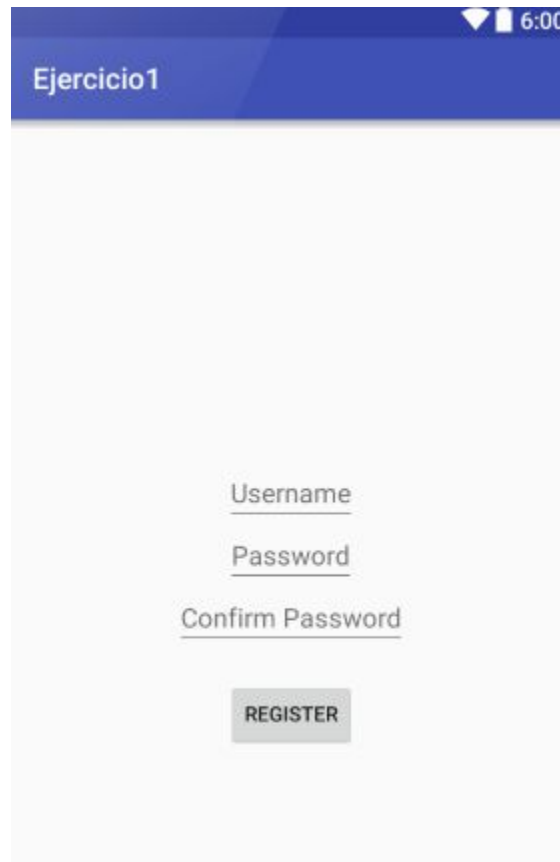 6:00
Ejercicio1
Username
Password
Confirm Password
REGISTER